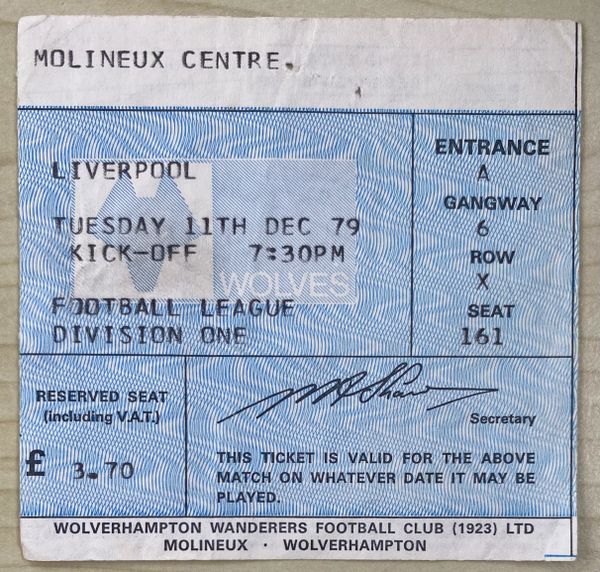 MOLINEUX CENTRE.
LIVERPOOL
TUESDAY 11TH DEC 79
KICK-OFF 7:30PM
WOLVES
FOOTBALL LEAGUE
DIVISION ONE
ENTRANCE
A
GANGWAY
6
ROW
X
SEAT
161
RESERVED SEAT
(including V.A.T.)
£ 3.70
M A Shaw
Secretary
THIS TICKET IS VALID FOR THE ABOVE
MATCH ON WHATEVER DATE IT MAY BE
PLAYED.
WOLVERHAMPTON WANDERERS FOOTBALL CLUB (1923) LTD
MOLINEUX · WOLVERHAMPTON